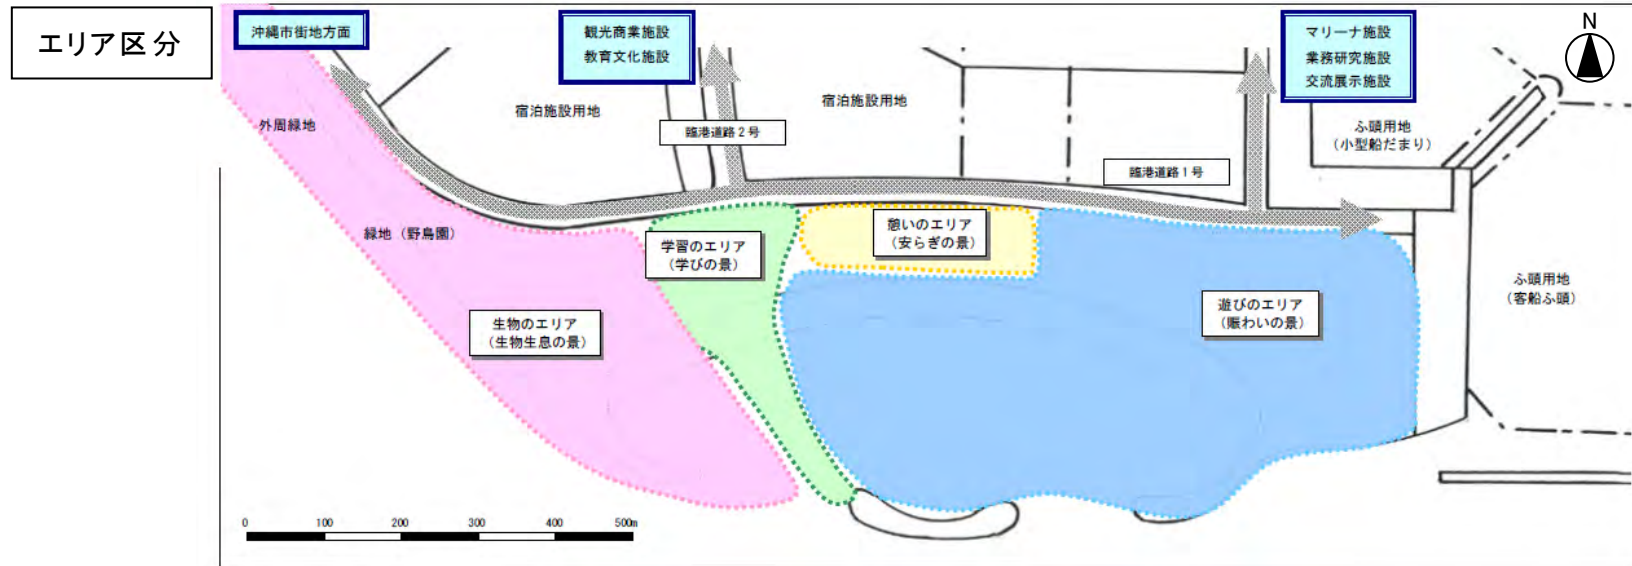 エリア区分
沖縄市街地方面
観光商業施設
教育文化施設
マリーナ施設
業務研究施設
交流展示施設
N
外周緑地
宿泊施設用地
臨港道路2号
宿泊施設用地
臨港道路1号
ふ頭用地
(小型船だまり)
緑地(野鳥園)
学習のエリア
(学びの景)
憩いのエリア
(安らぎの景)
生物のエリア
(生物生息の景)
遊びのエリア
(賑わいの景)
ふ頭用地
(客船ふ頭)
0 100 200 300 400 500m